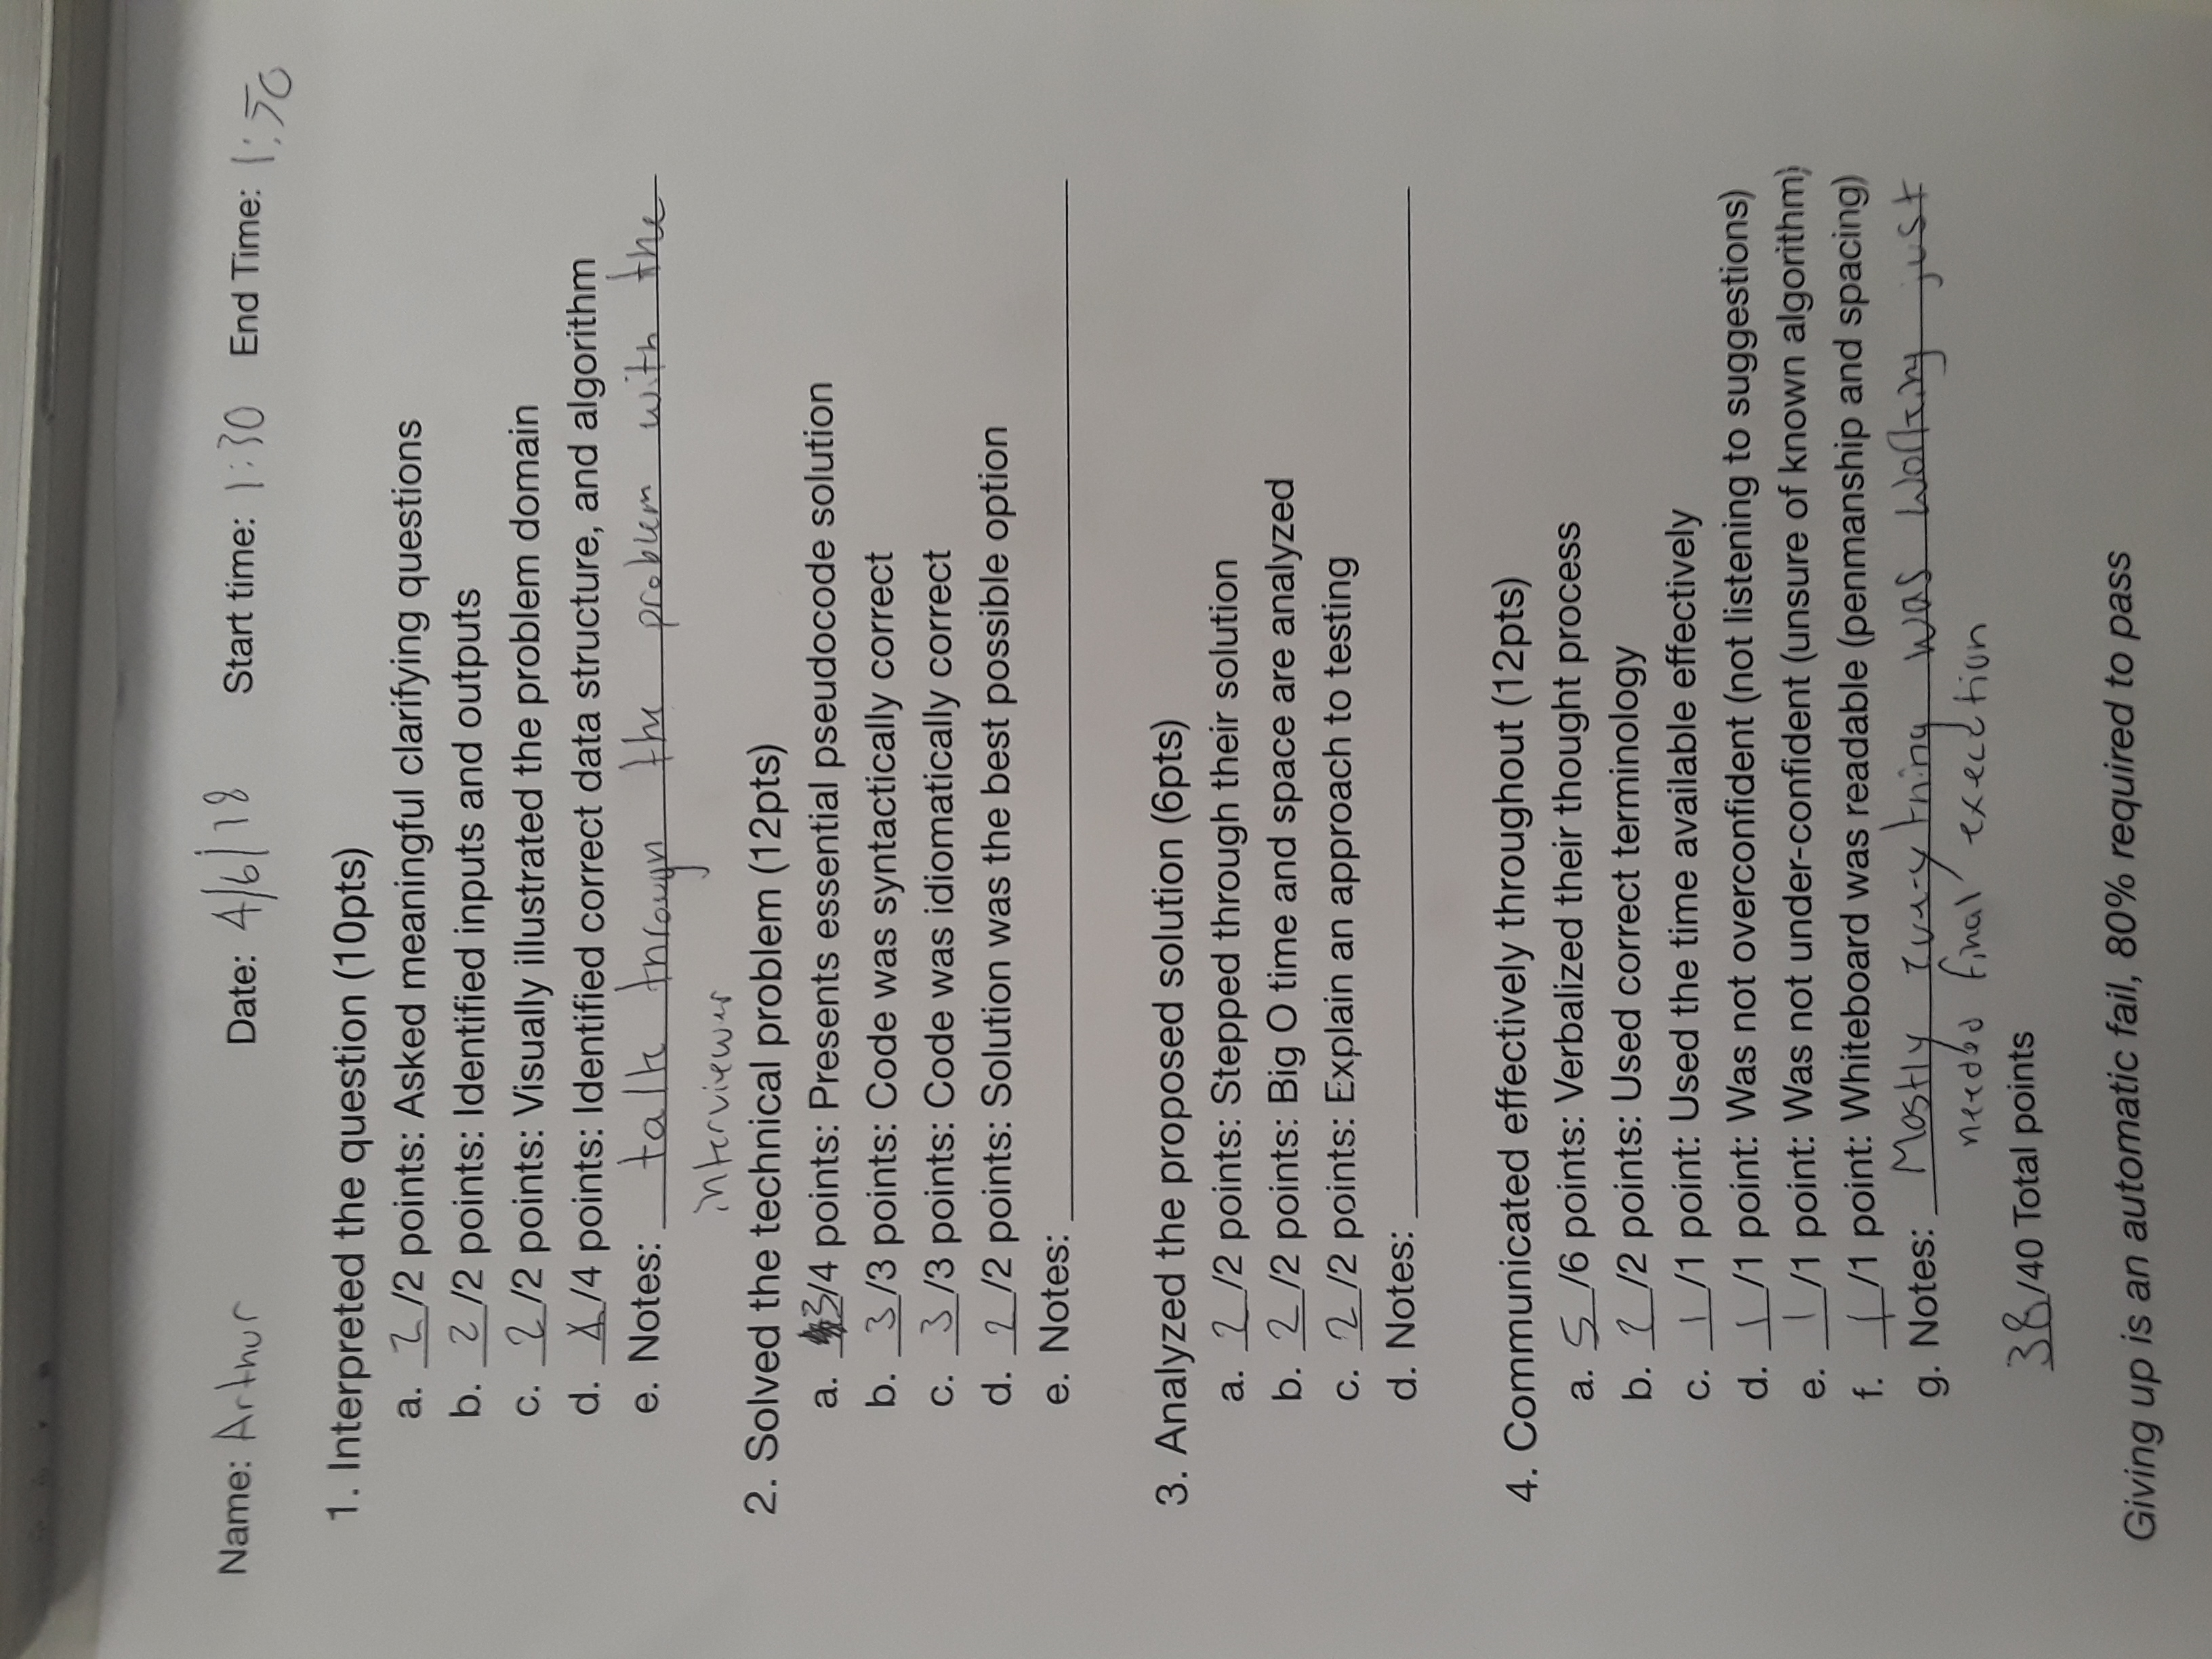 Name: Arthur Date: 4/6/18 Start time: 1:30 End Time: 1:50
1. Interpreted the question (10pts)
a. 2/2 points: Asked meaningful clarifying questions
b. 2/2 points: Identified inputs and outputs
c. 2/2 points: Visually illustrated the problem domain
d. 4/4 points: Identified correct data structure, and algorithm
e. Notes: talk through the problem with the
interviewer
2. Solved the technical problem (12pts)
a. 3/4 points: Presents essential pseudocode solution
b. 3/3 points: Code was syntactically correct
c. 3/3 points: Code was idiomatically correct
d. 2/2 points: Solution was the best possible option
e. Notes:
3. Analyzed the proposed solution (6pts)
a. 2/2 points: Stepped through their solution
b. 2/2 points: Big O time and space are analyzed
c. 2/2 points: Explain an approach to testing
d. Notes:
4. Communicated effectively throughout (12pts)
a. 5/6 points: Verbalized their thought process
b. 2/2 points: Used correct terminology
c. 1/1 point: Used the time available effectively
d. 1/1 point: Was not overconfident (not listening to suggestions)
e. 1/1 point: Was not under-confident (unsure of known algorithm)
f. 1/1 point: Whiteboard was readable (penmanship and spacing)
g. Notes: Mostly everything was working just
needed final execution
38/40 Total points
Giving up is an automatic fail, 80% required to pass